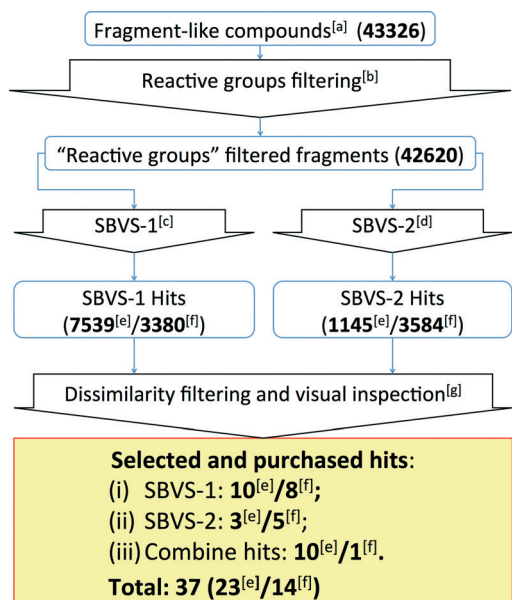 Fragment-like compounds[a] (43326)
Reactive groups filtering[b]
“Reactive groups” filtered fragments (42620)
SBVS-1[c]
SBVS-2[d]
SBVS-1 Hits
(7539[e]/3380[f])
SBVS-2 Hits
(1145[e]/3584[f])
Dissimilarity filtering and visual inspection[g]
Selected and purchased hits:
(i) SBVS-1: 10[e]/8[f];
(ii) SBVS-2: 3[e]/5[f];
(iii) Combine hits: 10[e]/1[f].
Total: 37 (23[e]/14[f])